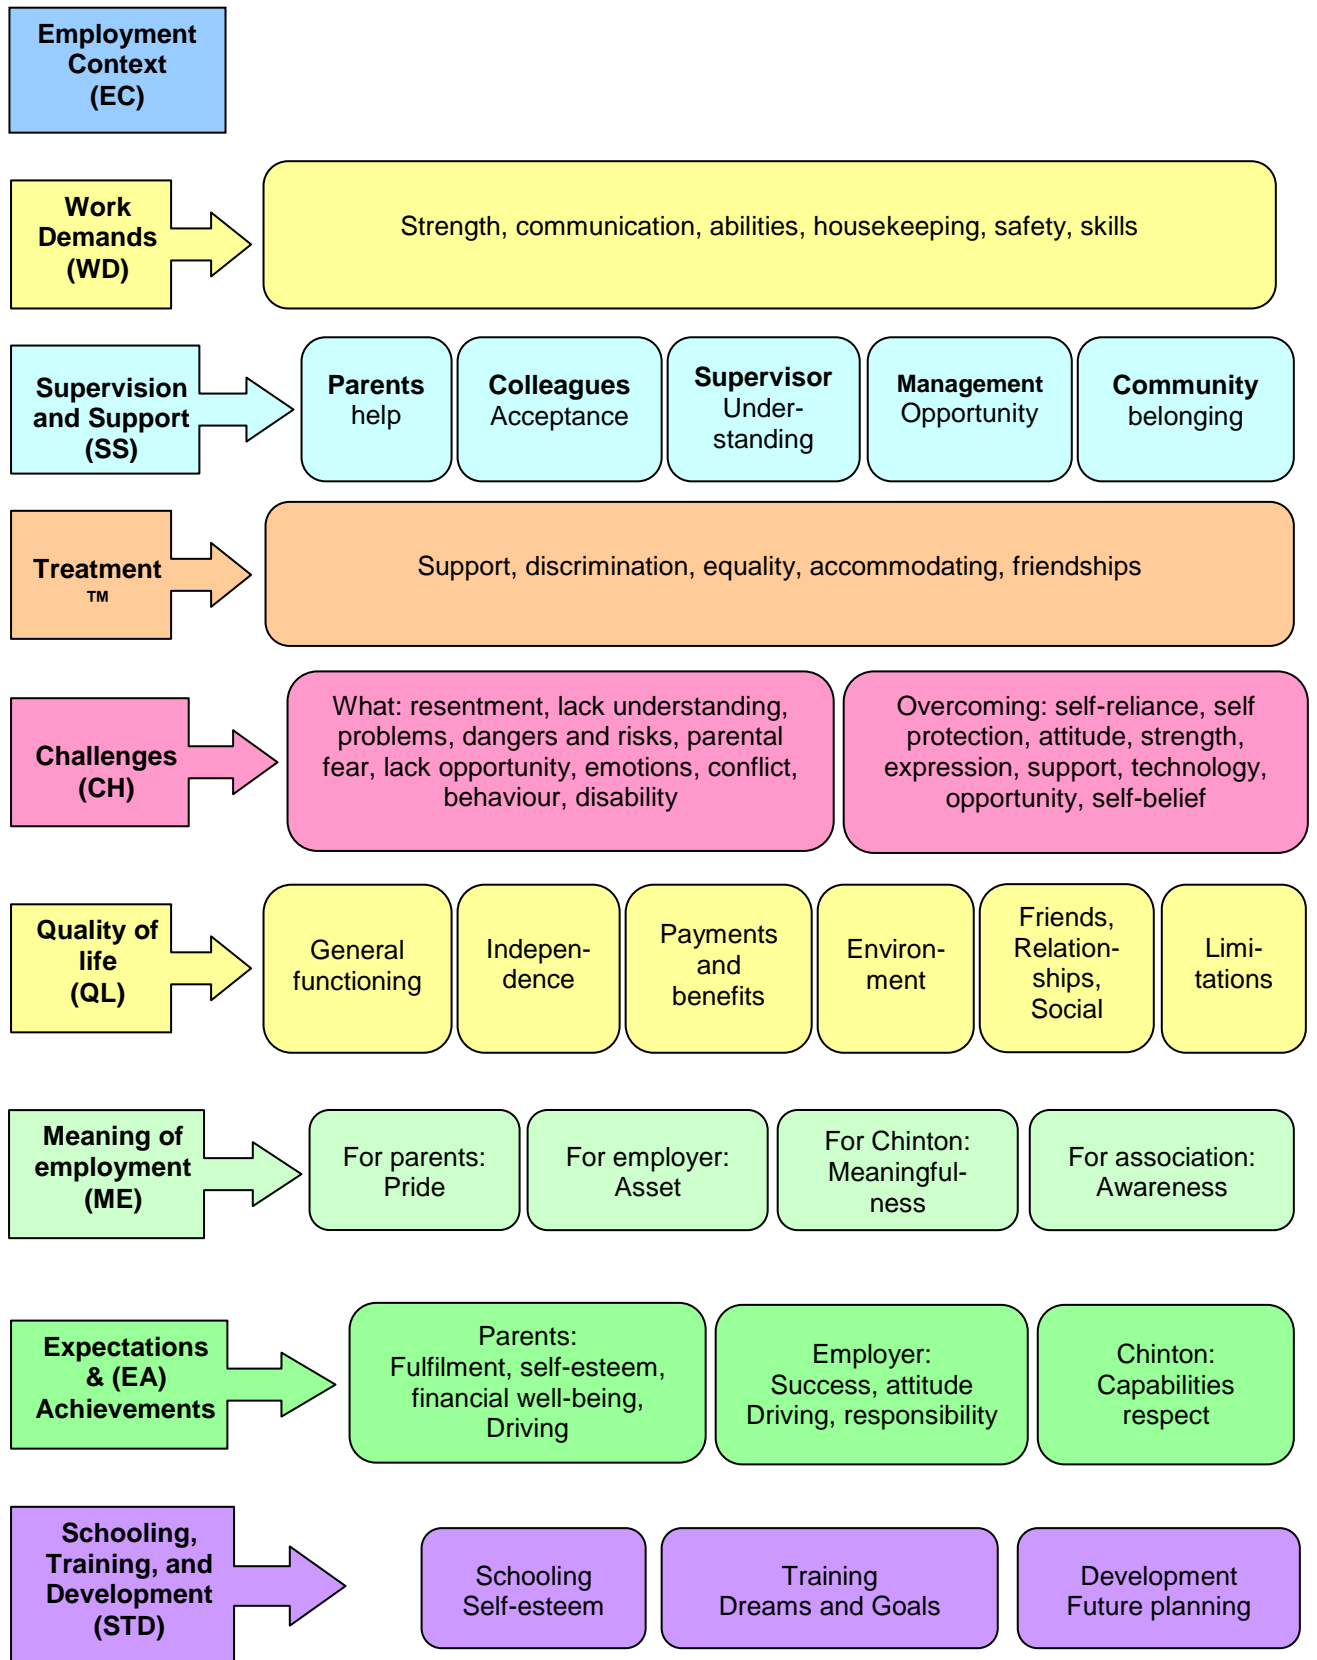 Employment
Context
(EC)
Work
Demands
(WD)
Strength, communication, abilities, housekeeping, safety, skills
Supervision
and Support
(SS)
Parents
help
Colleagues
Acceptance
Supervisor
Under-
standing
Management
Opportunity
Community
belonging
Treatment
™
Support, discrimination, equality, accommodating, friendships
Challenges
(CH)
What: resentment, lack understanding,
problems, dangers and risks, parental
fear, lack opportunity, emotions, conflict,
behaviour, disability
Overcoming: self-reliance, self
protection, attitude, strength,
expression, support, technology,
opportunity, self-belief
Quality of
life
(QL)
General
functioning
Indepen-
dence
Payments
and
benefits
Environ-
ment
Friends,
Relation-
ships,
Social
Limi-
tations
Meaning of
employment
(ME)
For parents:
Pride
For employer:
Asset
For Chinton:
Meaningful-
ness
For association:
Awareness
Expectations
& (EA)
Achievements
Parents:
Fulfilment, self-esteem,
financial well-being,
Driving
Employer:
Success, attitude
Driving, responsibility
Chinton:
Capabilities
respect
Schooling,
Training, and
Development
(STD)
Schooling
Self-esteem
Training
Dreams and Goals
Development
Future planning